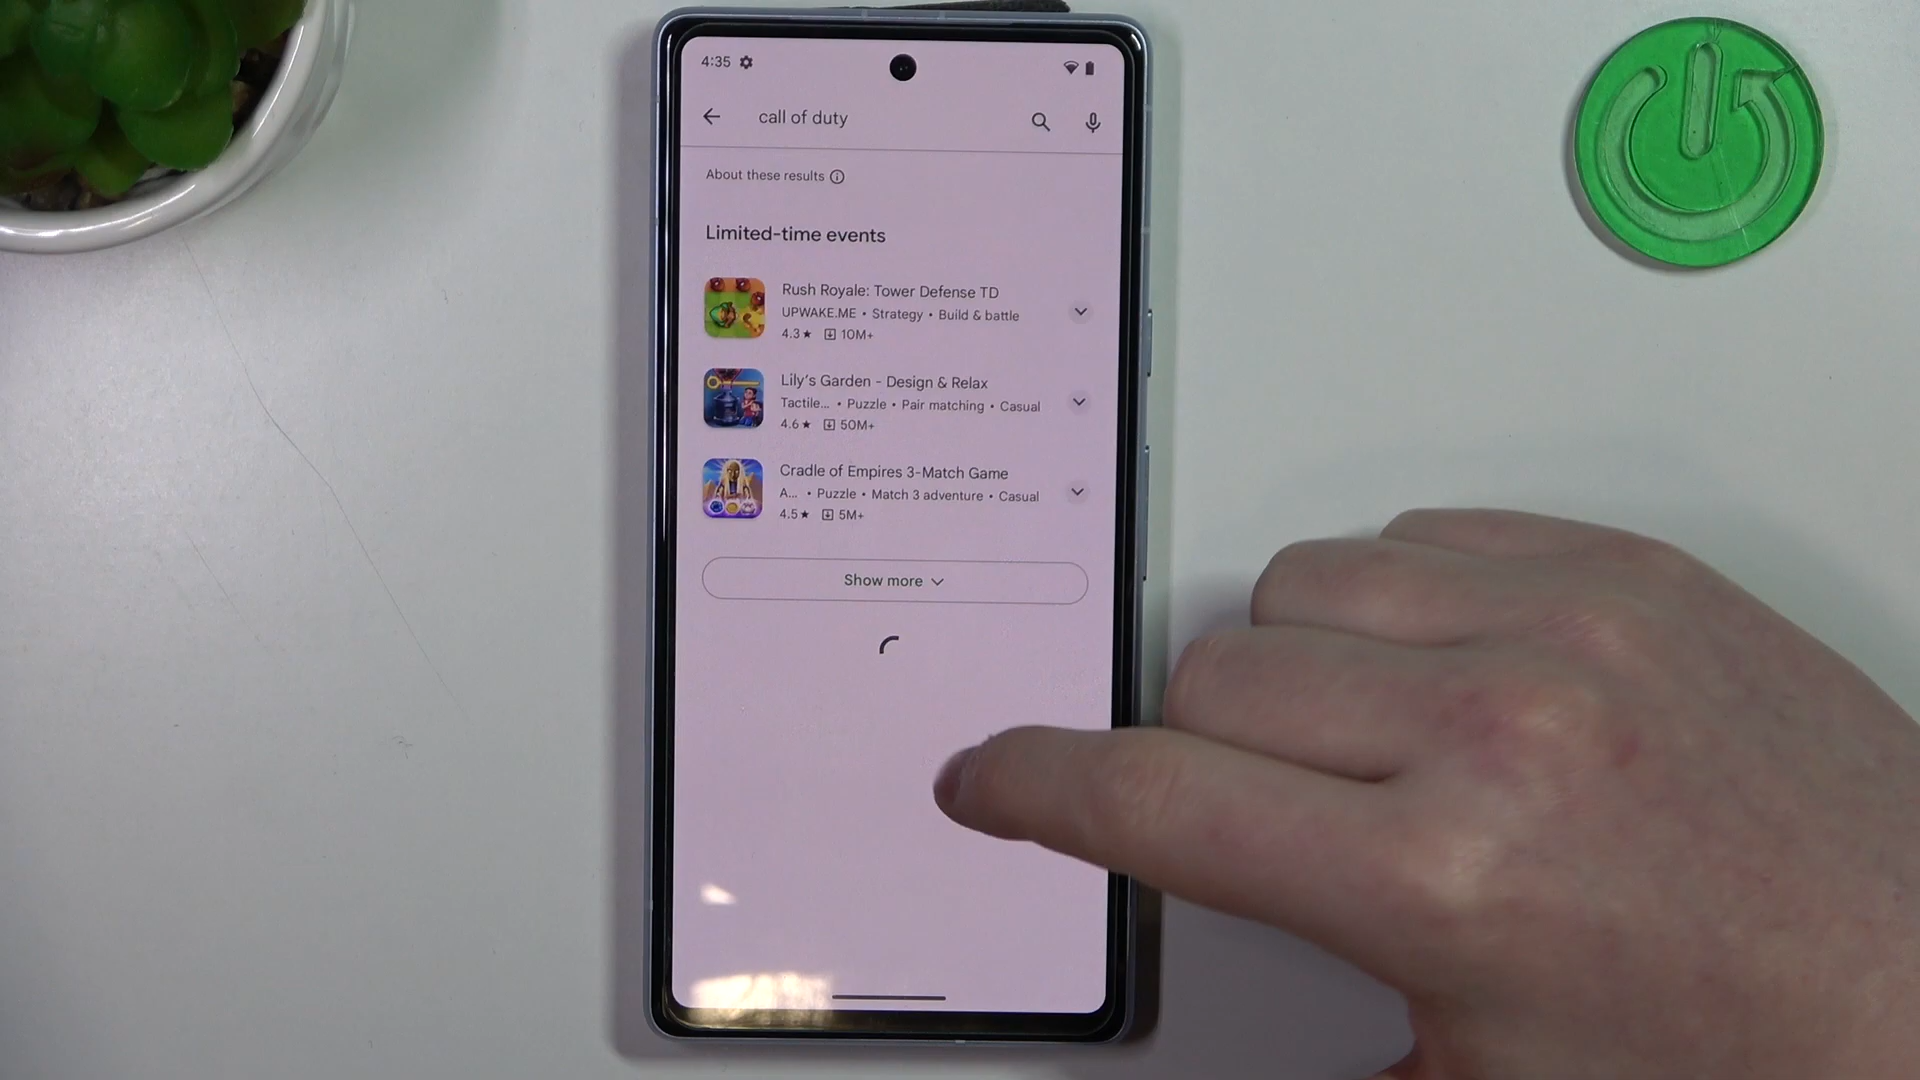 4:35
call of duty
About these results
Limited-time events
Rush Royale: Tower Defense TD
UPWAKE.ME • Strategy • Build & battle
4.3★ 10M+
Lily's Garden - Design & Relax
Tactile... • Puzzle • Pair matching • Casual
4.6★ 50M+
Cradle of Empires 3-Match Game
A... • Puzzle • Match 3 adventure • Casual
4.5★ 5M+
Show more